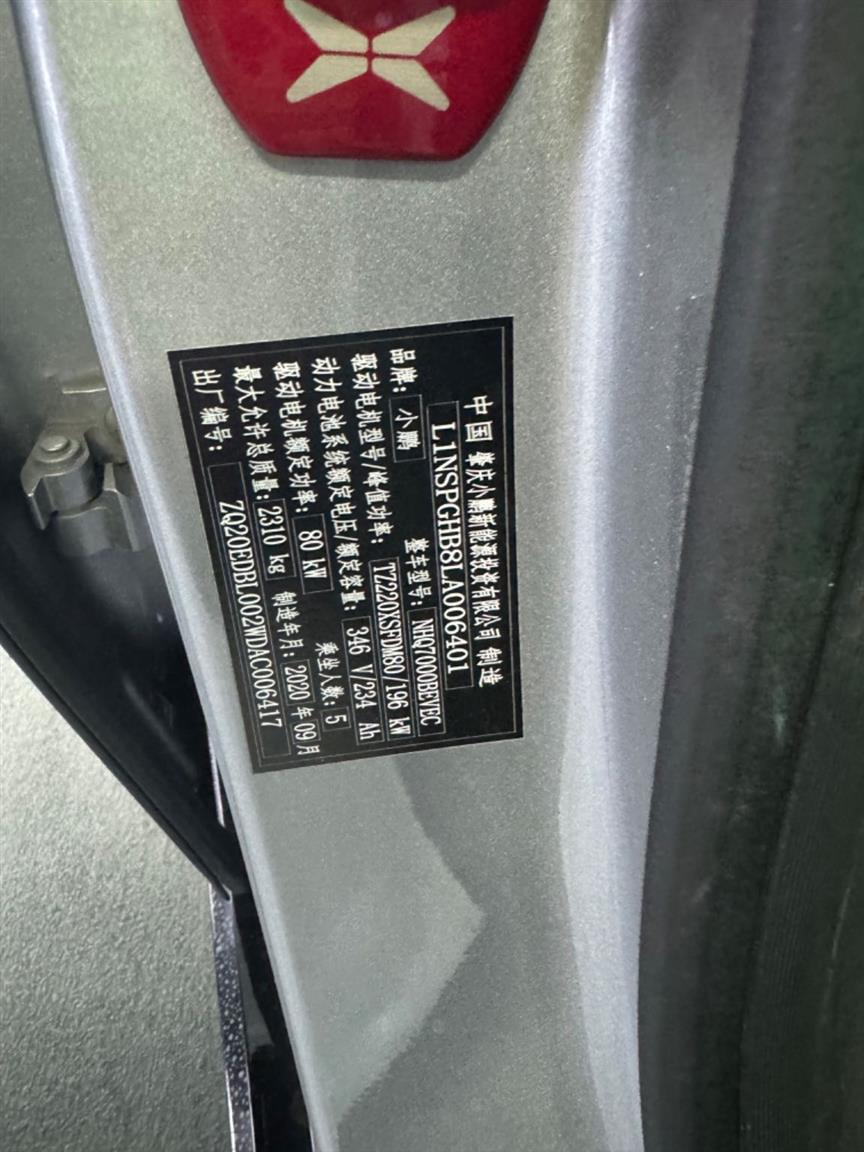 中国 肇庆小鹏新能源投资有限公司 制造
L1NSPGHB8LA006401
品牌: 小鹏 整车型号: NHQ7000BEVEC
驱动电机型号/峰值功率: TZ220XSFDM80/196 kW
动力电池系统额定电压/额定容量: 346 V/234 Ah
驱动电机额定功率: 80 kW 乘坐人数: 5
最大允许总质量: 2310 kg 制造年月: 2020 年 09 月
出厂编号: ZQ20EDBL002WDAC006417